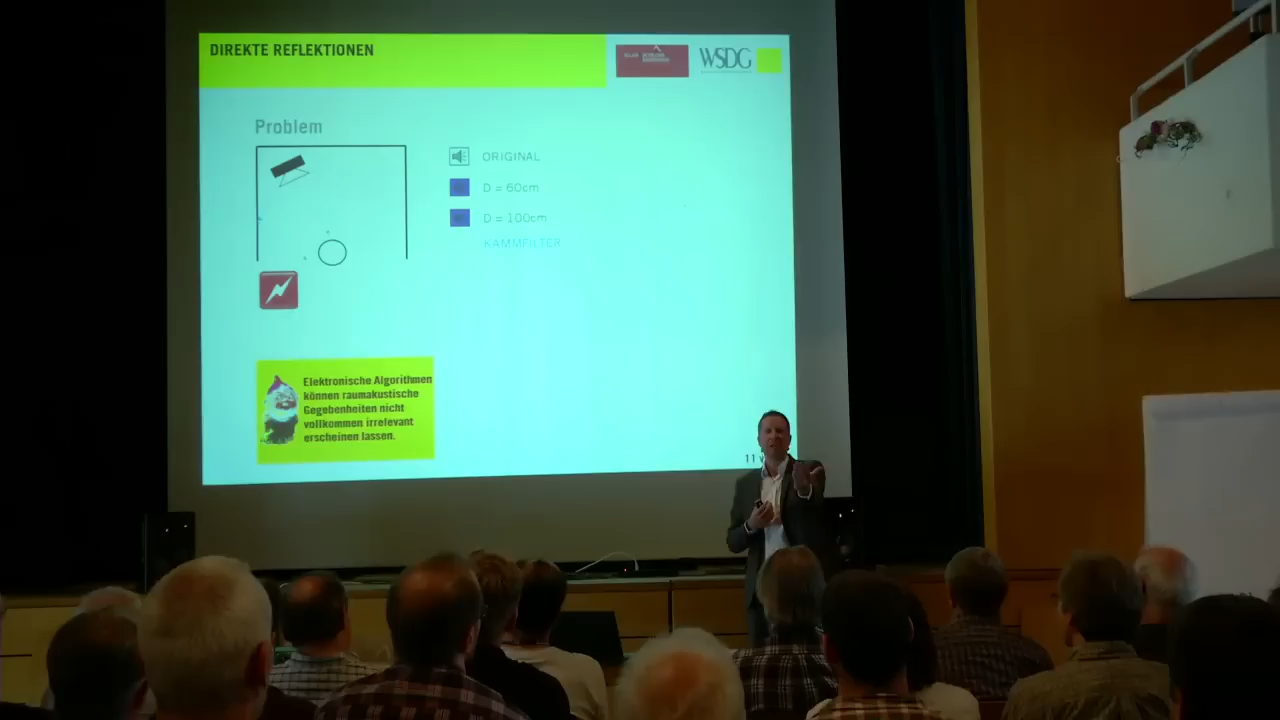 DIREKTE REFLEKTIONEN
WSDG
Problem
ORIGINAL
D = 60cm
D = 100cm
KAMMFILTER
Elektronische Algorithmen
können raumakustische
Gegebenheiten nicht
vollkommen irrelevant
erscheinen lassen.
11